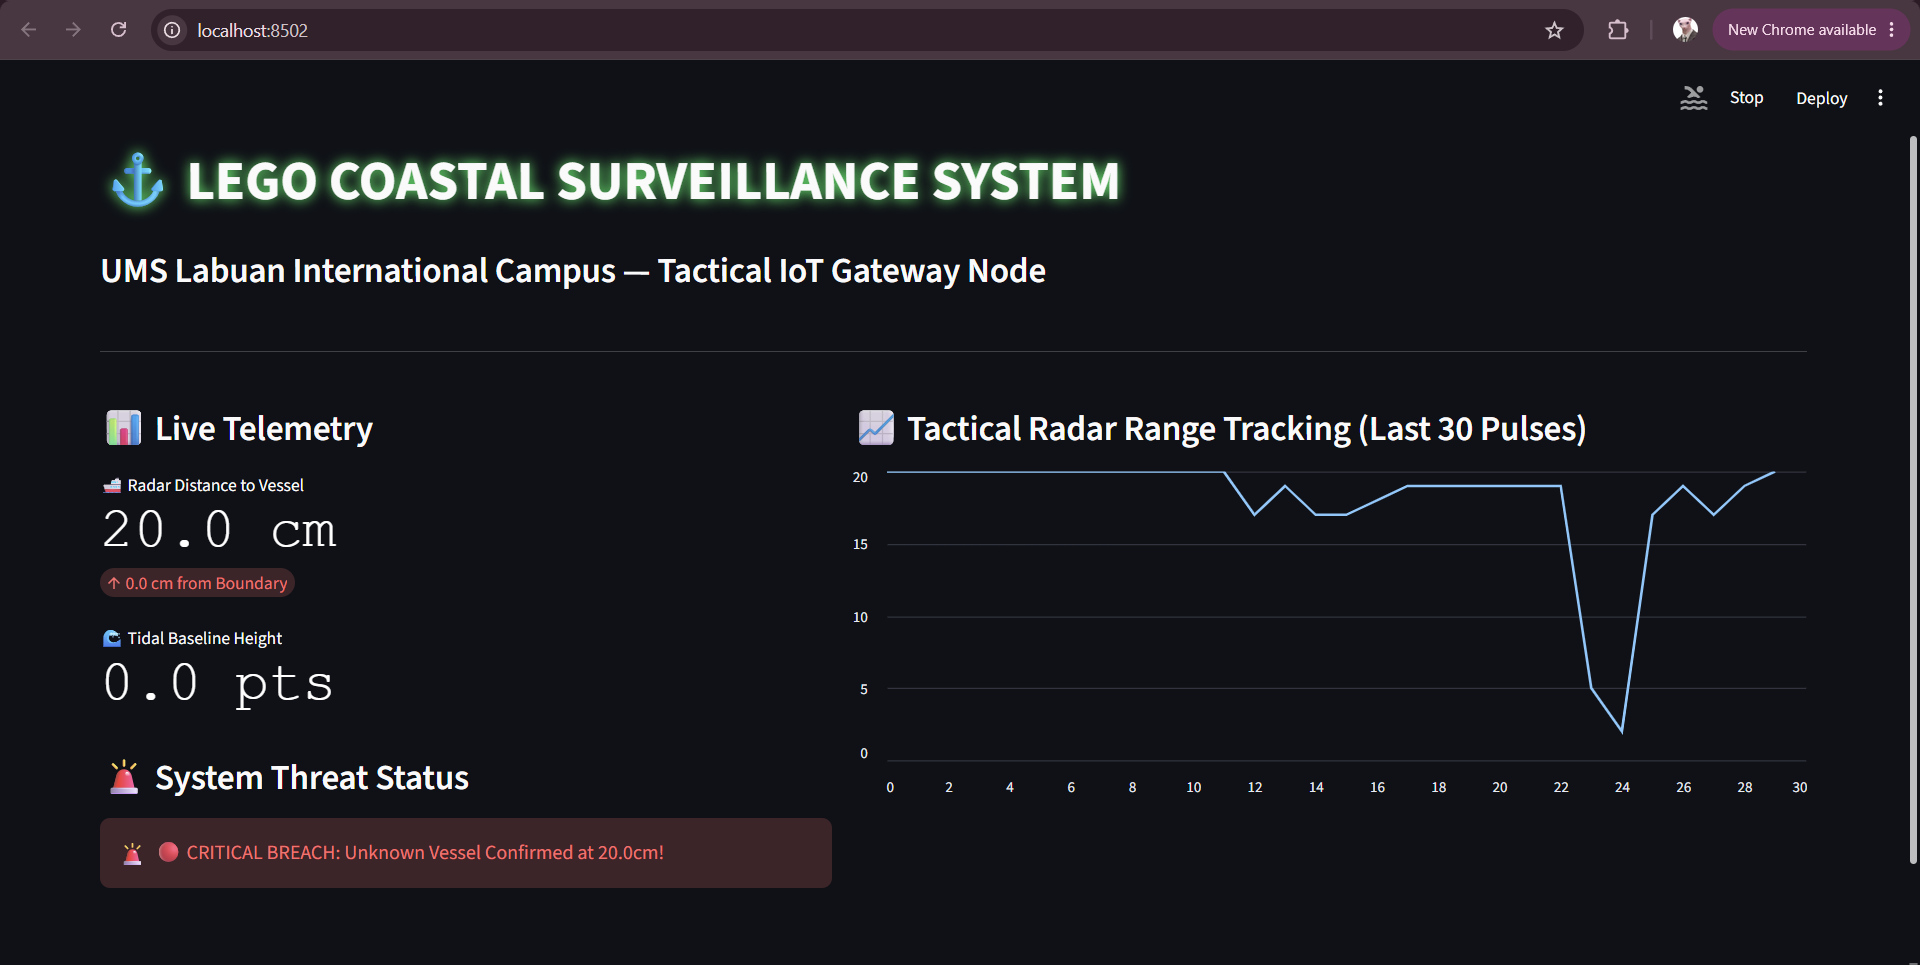 localhost:8502
New Chrome available
Stop
Deploy
LEGO COASTAL SURVEILLANCE SYSTEM
UMS Labuan International Campus — Tactical IoT Gateway Node
Live Telemetry
Radar Distance to Vessel
20.0 cm
↑ 0.0 cm from Boundary
Tidal Baseline Height
0.0 pts
System Threat Status
CRITICAL BREACH: Unknown Vessel Confirmed at 20.0cm!
Tactical Radar Range Tracking (Last 30 Pulses)
20
15
10
5
0
0 2 4 6 8 10 12 14 16 18 20 22 24 26 28 30